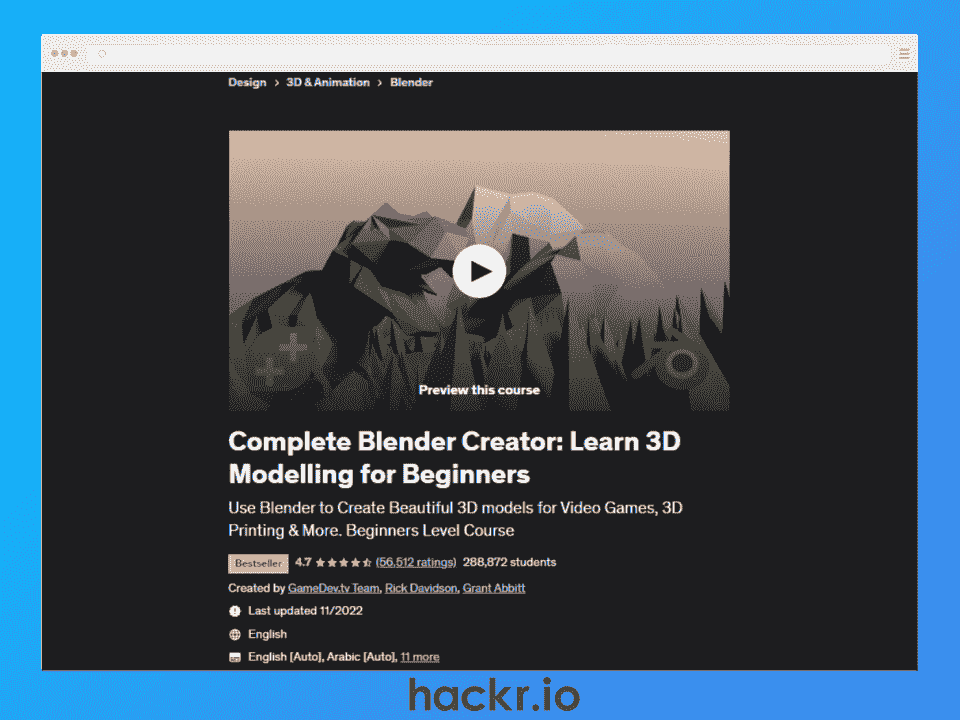 Design > 3D & Animation > Blender
Preview this course
Complete Blender Creator: Learn 3D
Modelling for Beginners
Use Blender to Create Beautiful 3D models for Video Games, 3D
Printing & More. Beginners Level Course
Bestseller 4.7 (56,512 ratings) 288,872 students
Created by GameDev.tv Team, Rick Davidson, Grant Abbitt
Last updated 11/2022
English
English [Auto], Arabic [Auto], 11 more
hackr.io